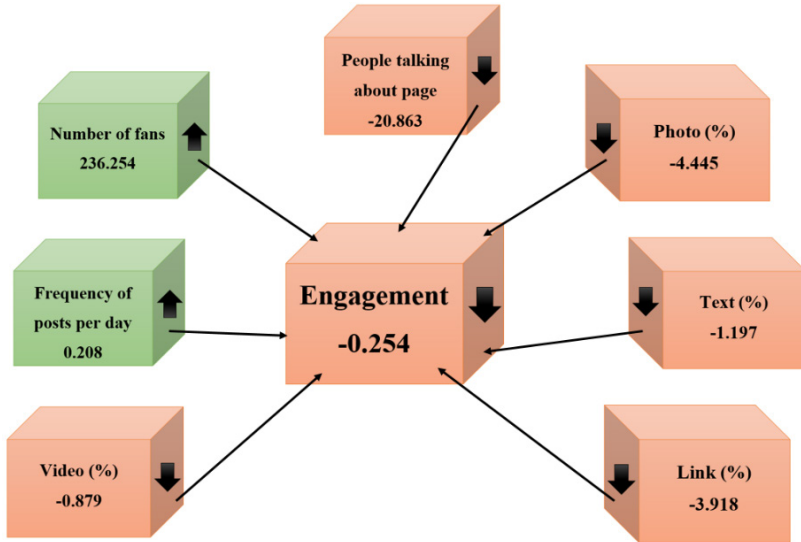 People talking
about page
-20.863
Number of fans
236.254
Photo (%)
-4.445
Frequency of
posts per day
0.208
Engagement
-0.254
Text (%)
-1.197
Video (%)
-0.879
Link (%)
-3.918